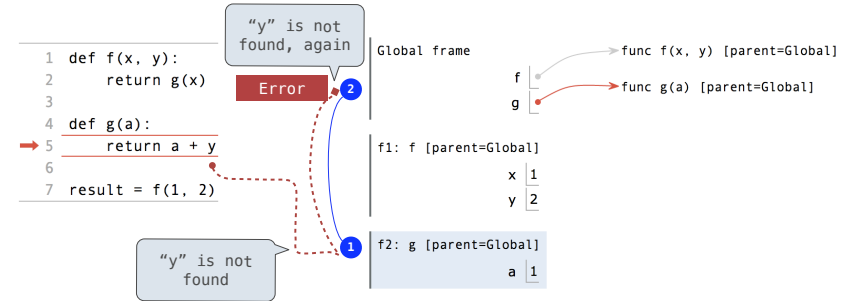 1 def f(x, y):
2     return g(x)
3
4 def g(a):
5     return a + y
6
7 result = f(1, 2)
“y” is not
found, again
Error
“y” is not
found
2
1
Global frame
f
g
func f(x, y) [parent=Global]
func g(a) [parent=Global]
f1: f [parent=Global]
x 1
y 2
f2: g [parent=Global]
a 1